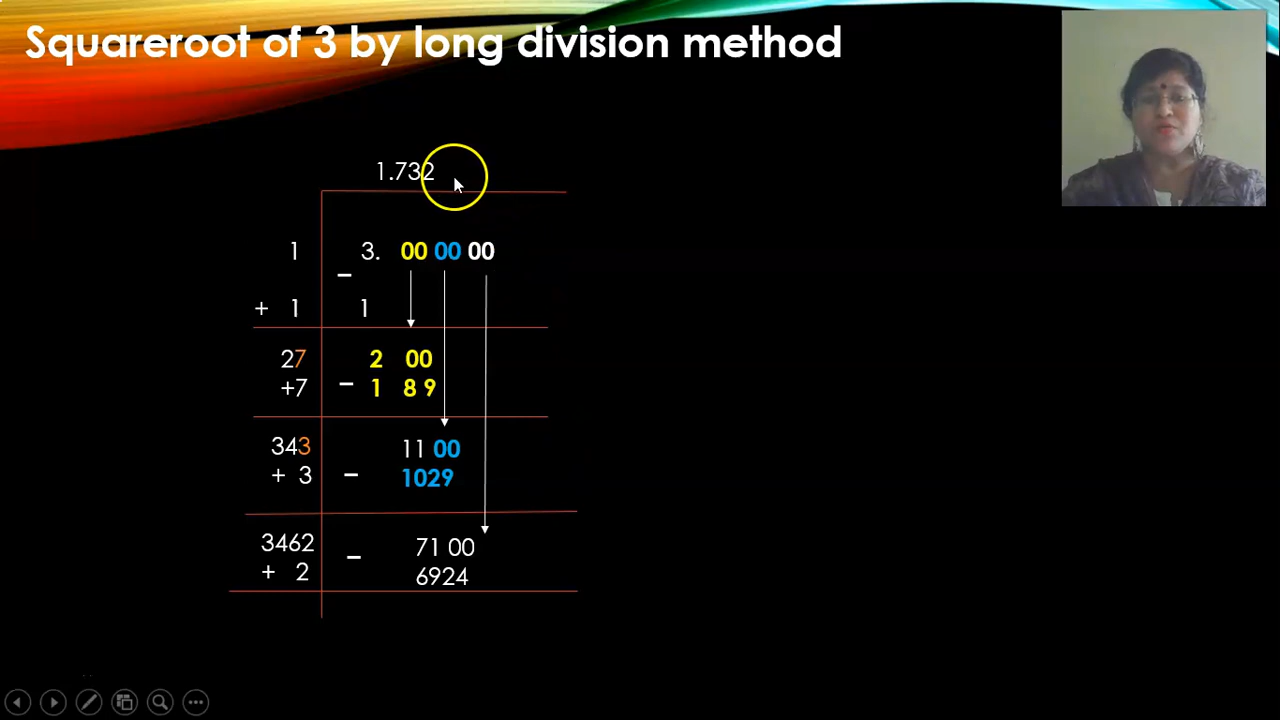 Squareroot of 3 by long division method
1.732
1 3. 00 00 00
−
+ 1 1
27 2 00
+7 − 1 8 9
343 11 00
+ 3 − 1029
3462 − 71 00
+ 2 6924